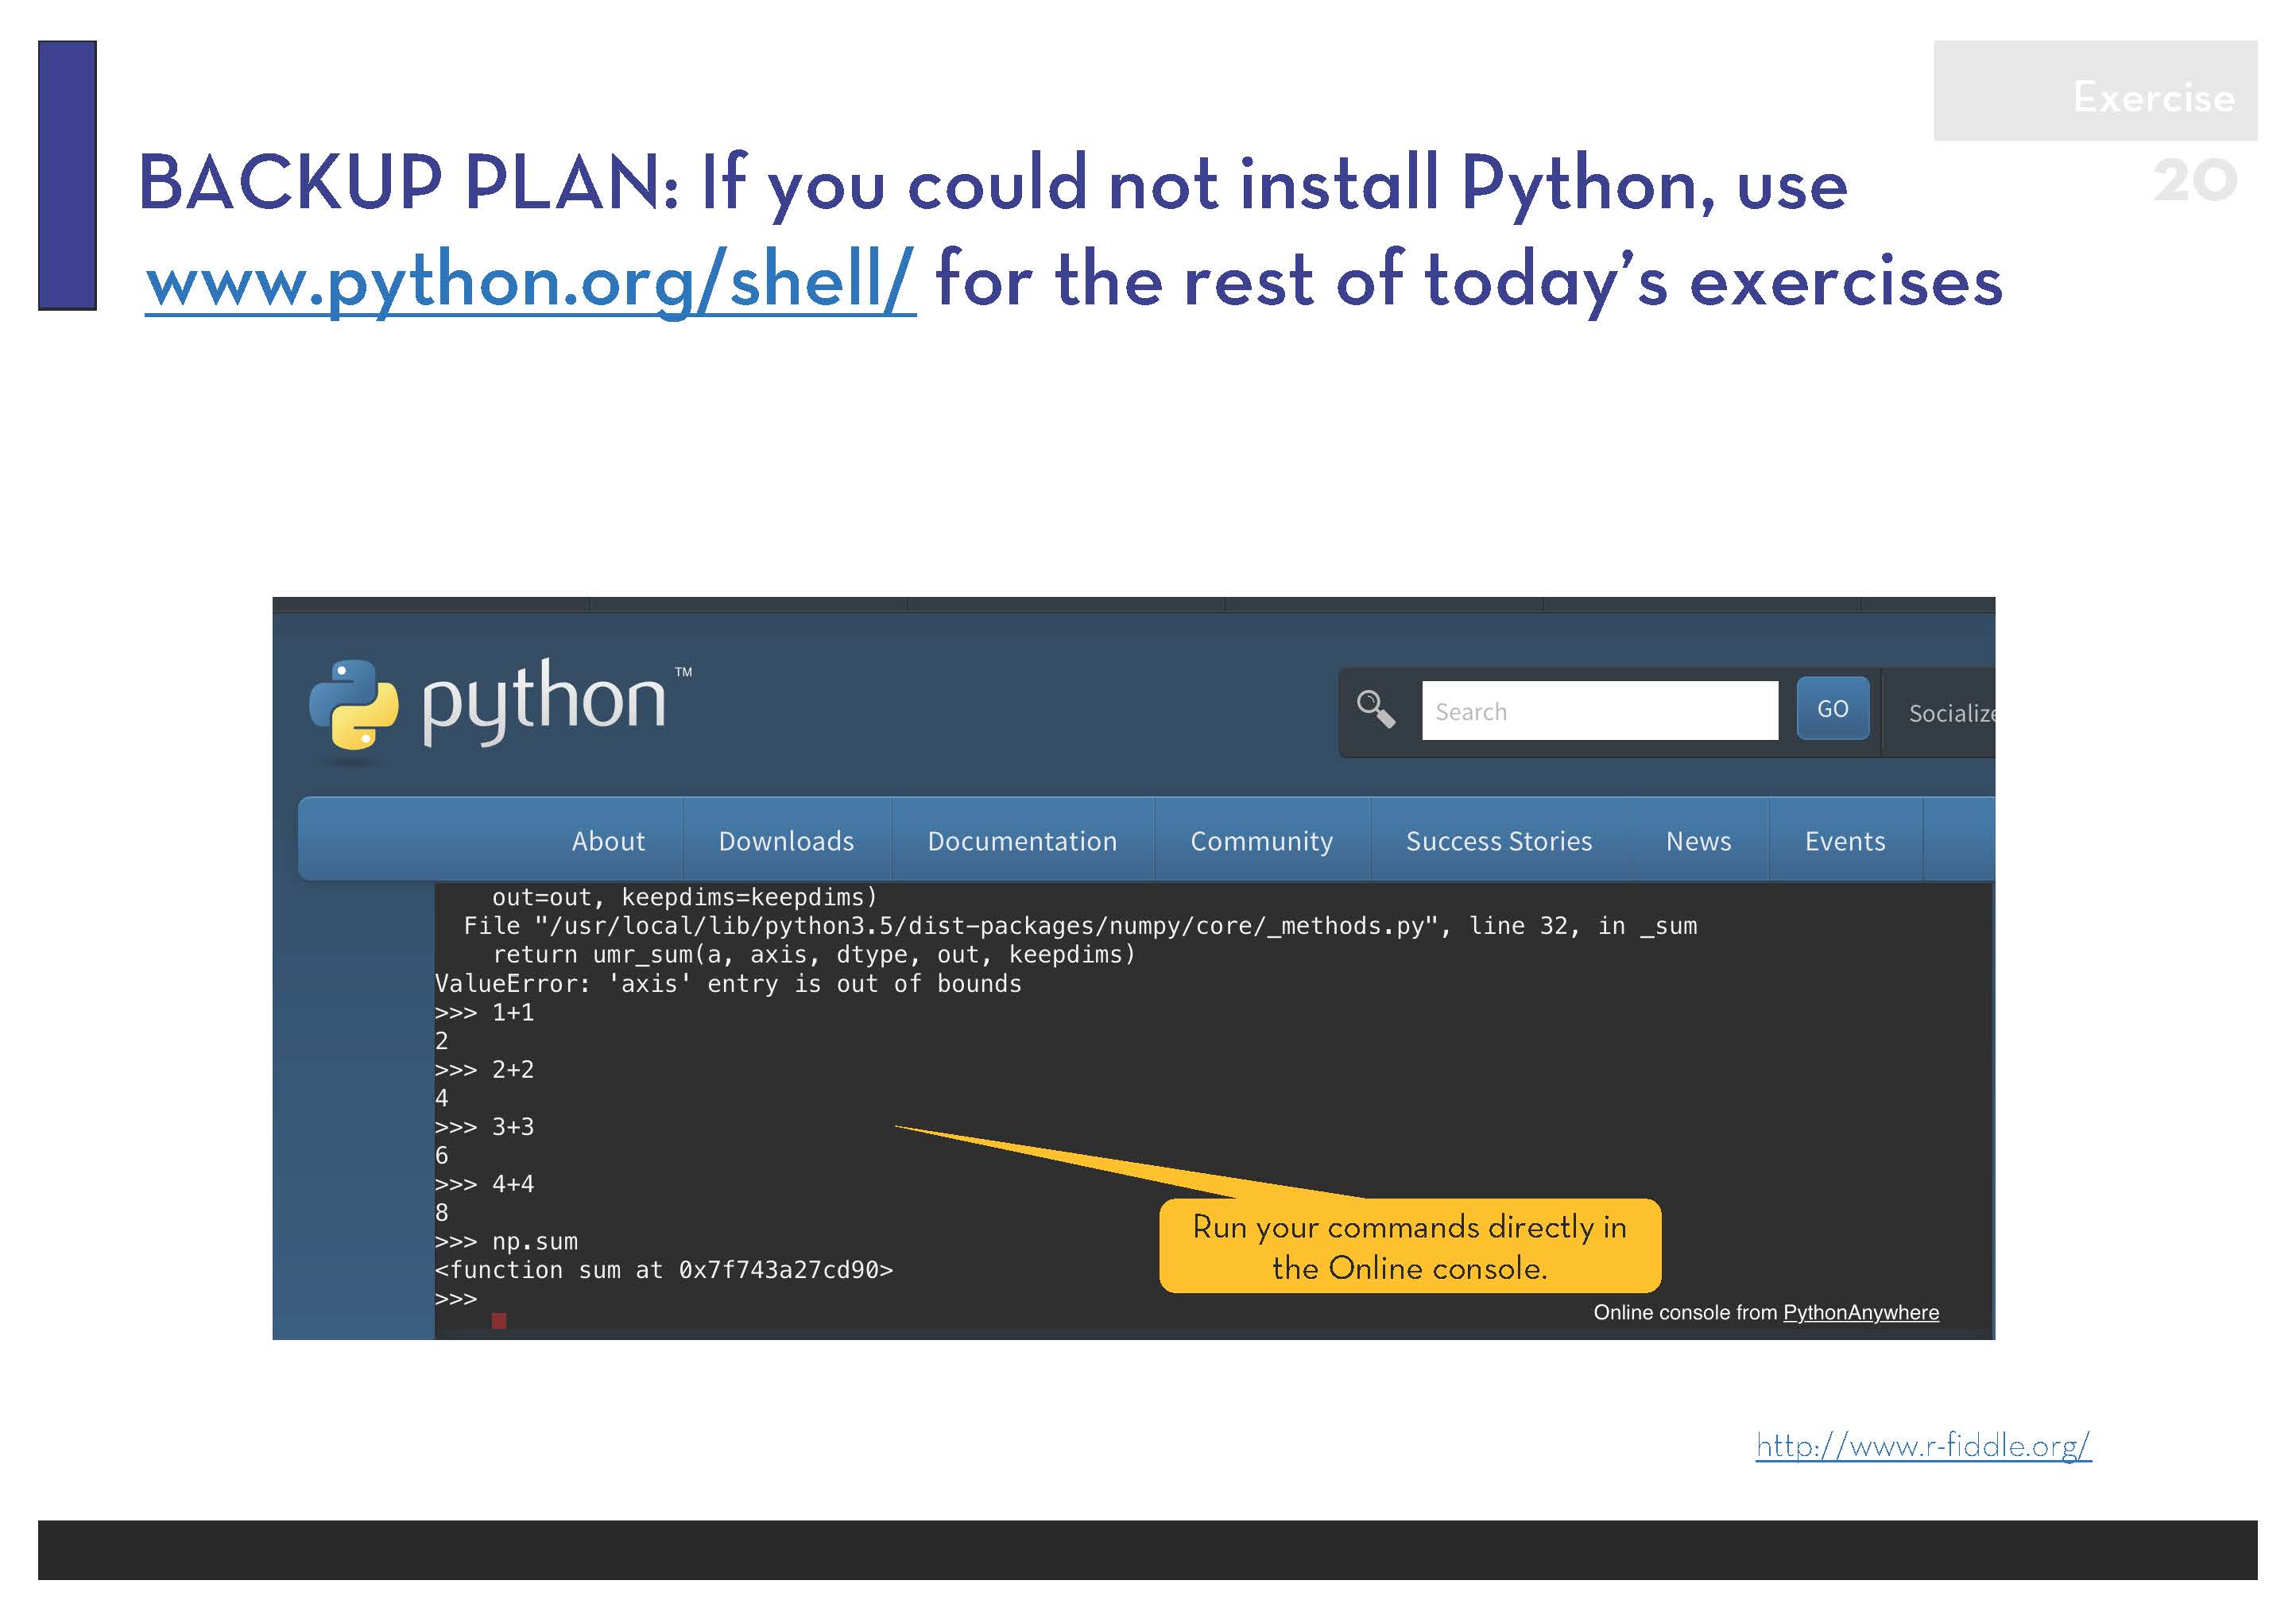 Exercise
20
BACKUP PLAN: If you could not install Python, use
www.python.org/shell/ for the rest of today’s exercises
python™
Search
GO
Socialize
About Downloads Documentation Community Success Stories News Events
out=out, keepdims=keepdims)
File "/usr/local/lib/python3.5/dist-packages/numpy/core/_methods.py", line 32, in _sum
return umr_sum(a, axis, dtype, out, keepdims)
ValueError: 'axis' entry is out of bounds
>>> 1+1
2
>>> 2+2
4
>>> 3+3
6
>>> 4+4
8
>>> np.sum
<function sum at 0x7f743a27cd90>
>>>
Run your commands directly in
the Online console.
Online console from PythonAnywhere
http://www.r-fiddle.org/